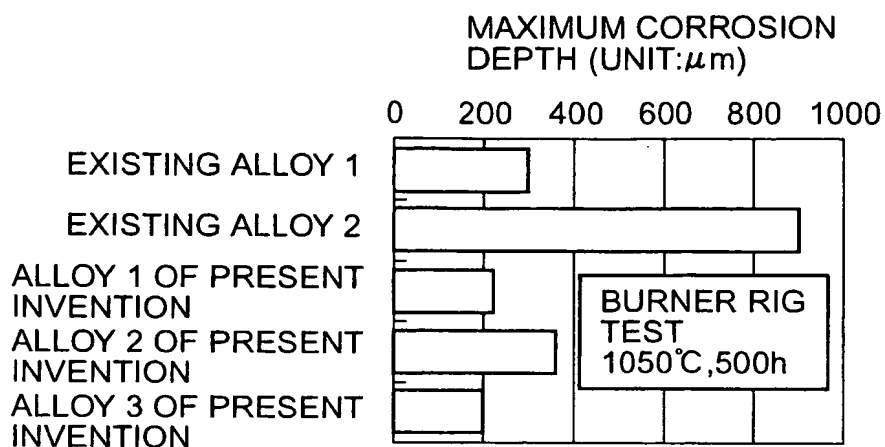 MAXIMUM CORROSION
DEPTH (UNIT:μm)
0 200 400 600 800 1000
EXISTING ALLOY 1
EXISTING ALLOY 2
ALLOY 1 OF PRESENT
INVENTION
ALLOY 2 OF PRESENT
INVENTION
ALLOY 3 OF PRESENT
INVENTION
BURNER RIG
TEST
1050℃,500h